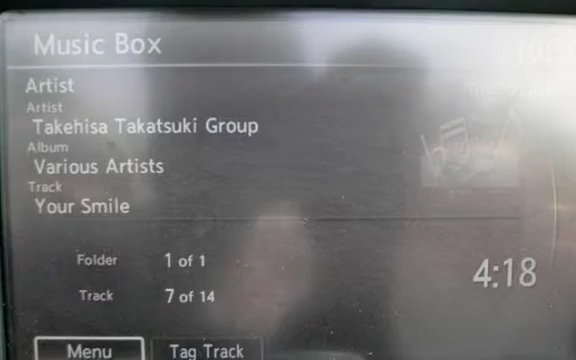 Music Box
Artist
Artist
Takehisa Takatsuki Group
Album
Various Artists
Track
Your Smile
Folder 1 of 1
Track 7 of 14
4:18
Menu Tag Track